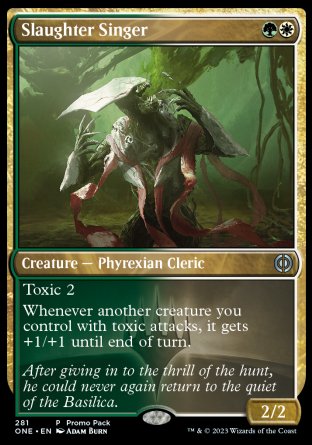 Slaughter Singer
Creature — Phyrexian Cleric
Toxic 2
Whenever another creature you
control with toxic attacks, it gets
+1/+1 until end of turn.
After giving in to the thrill of the hunt,
he could never again return to the quiet
of the Basilica.
2/2
281 P Promo Pack
ONE • EN Adam Burn ™ & © 2023 Wizards of the Coast